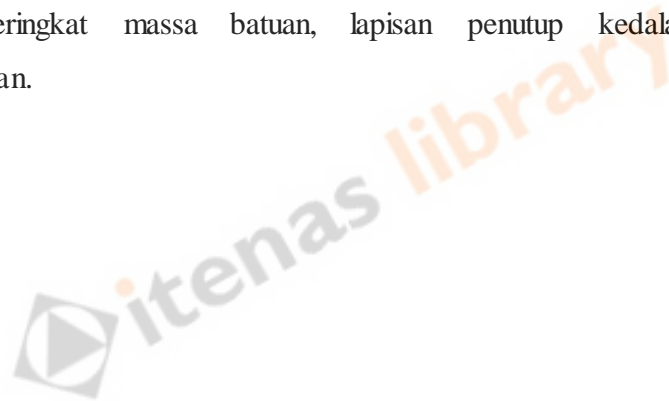 eringkat massa batuan, lapisan penutup kedala
an.
itenas library